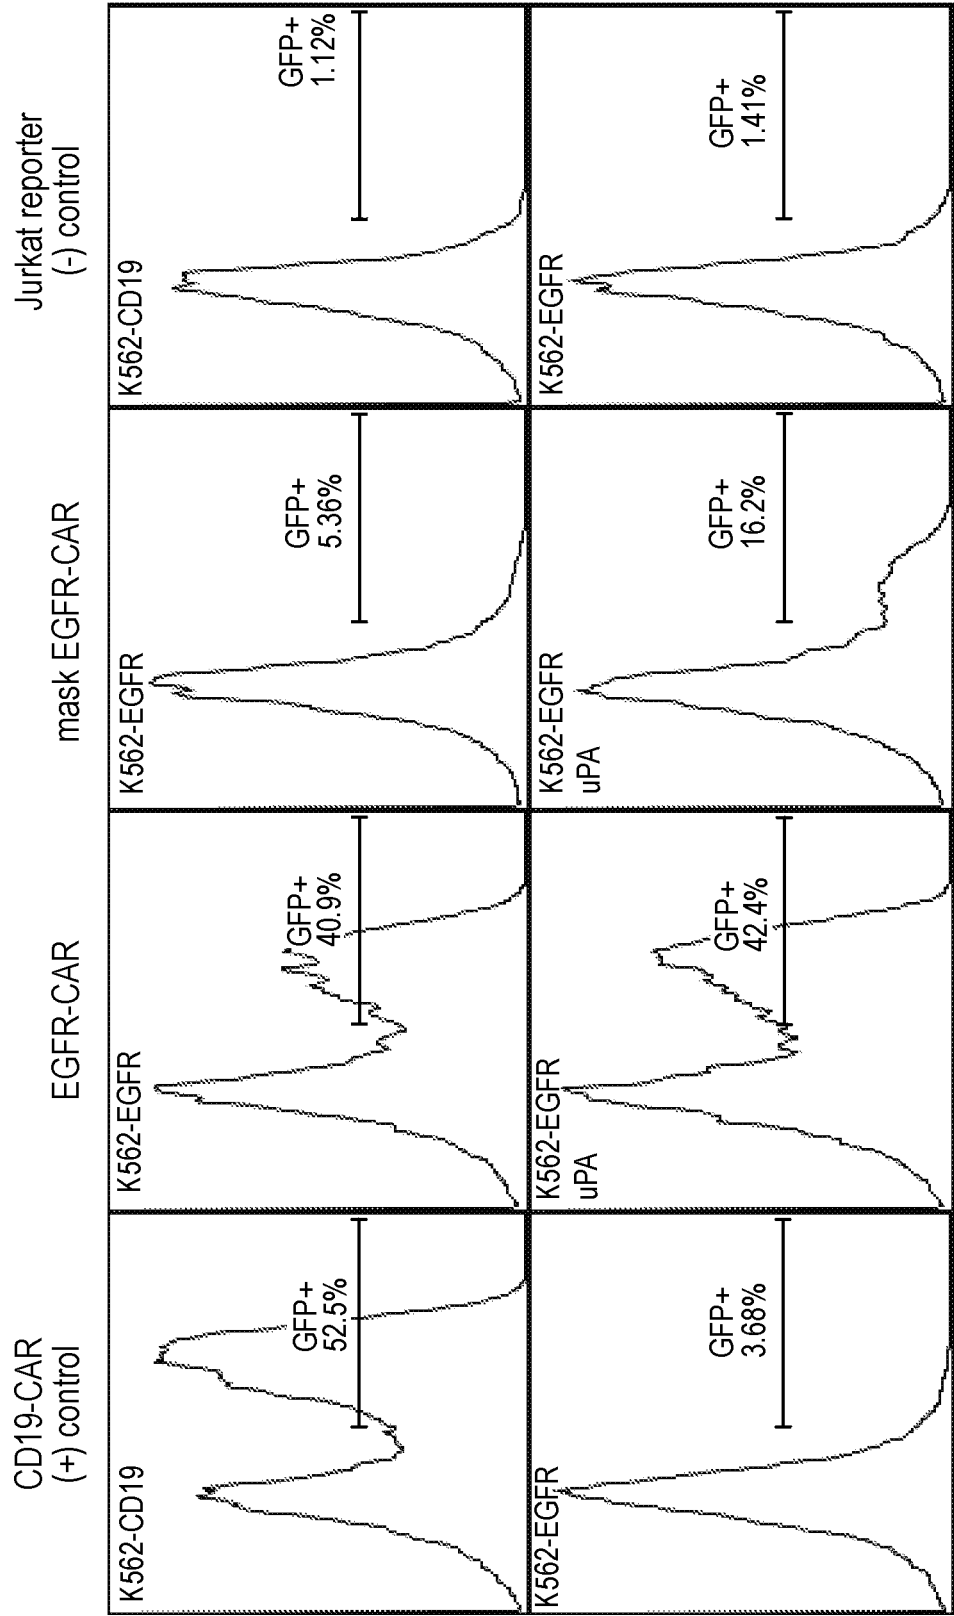 CD19-CAR
(+) control
EGFR-CAR
mask EGFR-CAR
Jurkat reporter
(-) control
K562-CD19
GFP+
52.5%
K562-EGFR
GFP+
40.9%
K562-EGFR
GFP+
5.36%
K562-CD19
GFP+
1.12%
K562-EGFR
GFP+
3.68%
K562-EGFR
uPA
GFP+
42.4%
K562-EGFR
uPA
GFP+
16.2%
K562-EGFR
GFP+
1.41%